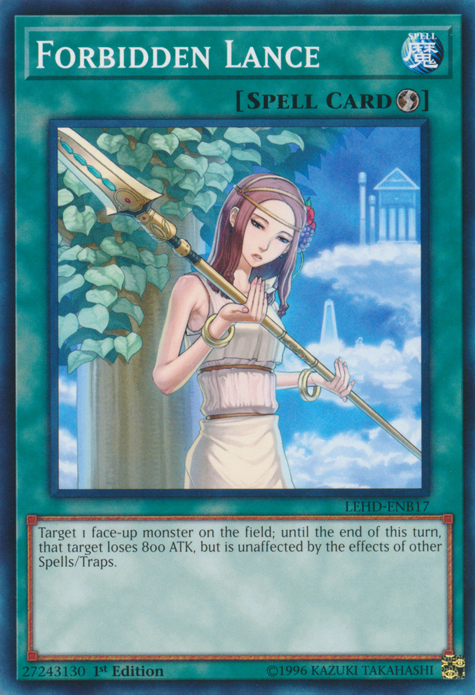 FORBIDDEN LANCE
SPELL
魔
[SPELL CARD]
LEHD-ENB17
Target 1 face-up monster on the field; until the end of this turn,
that target loses 800 ATK, but is unaffected by the effects of other
Spells/Traps.
27243130 1st Edition ©1996 KAZUKI TAKAHASHI